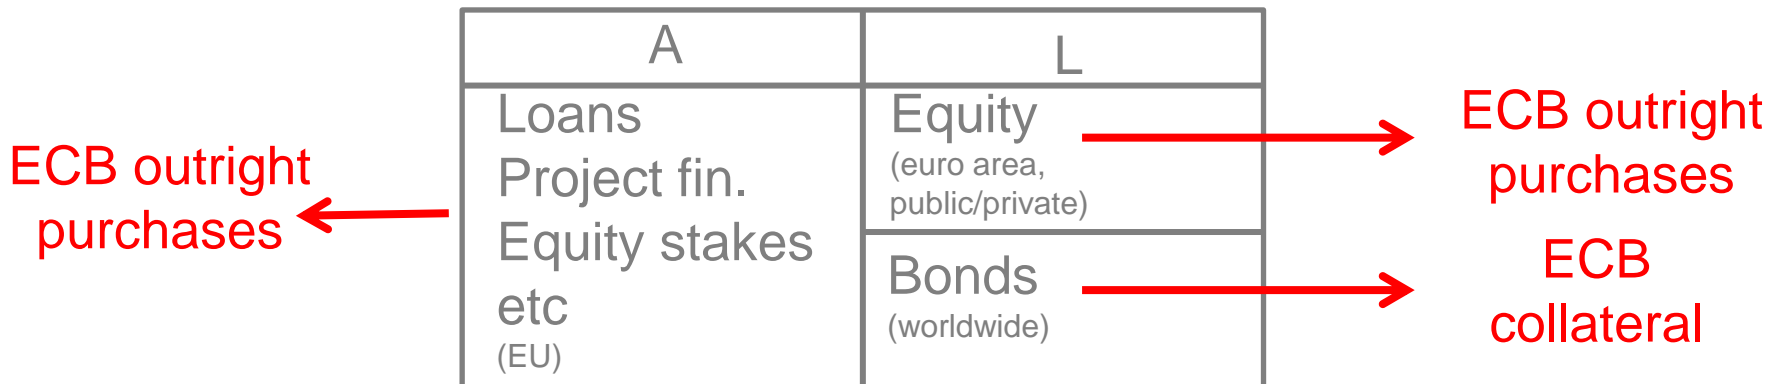 A
L
ECB outright
purchases
Loans
Project fin.
Equity stakes
etc
(EU)
Equity
(euro area,
public/private)
Bonds
(worldwide)
ECB outright
purchases
ECB
collateral